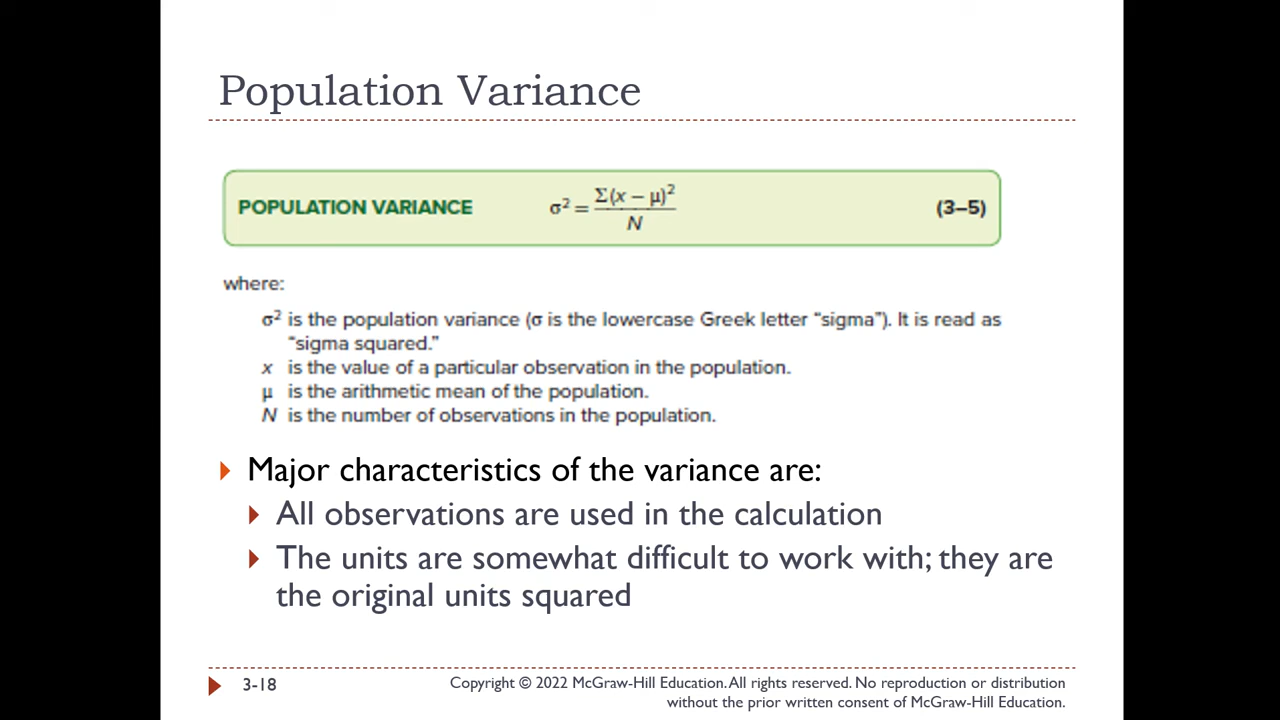 Population Variance
POPULATION VARIANCE σ² = Σ(x – μ)² / N (3–5)
where:
σ² is the population variance (σ is the lowercase Greek letter “sigma”). It is read as
“sigma squared.”
x is the value of a particular observation in the population.
μ is the arithmetic mean of the population.
N is the number of observations in the population.
Major characteristics of the variance are:
All observations are used in the calculation
The units are somewhat difficult to work with; they are
the original units squared
3-18
Copyright © 2022 McGraw-Hill Education. All rights reserved. No reproduction or distribution
without the prior written consent of McGraw-Hill Education.